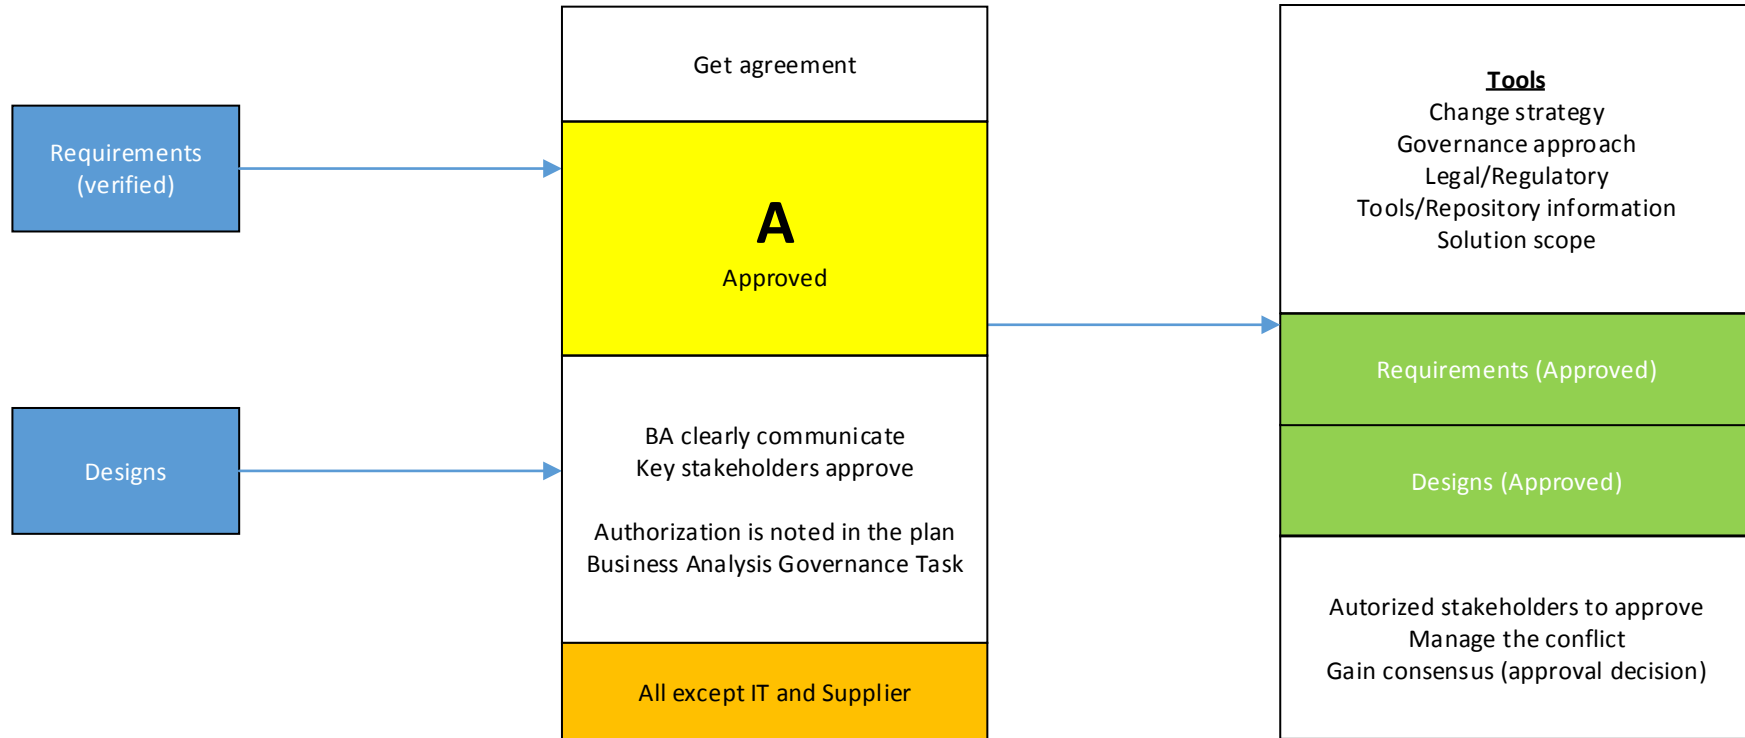 Requirements
(verified)
Designs
Get agreement
A
Approved
BA clearly communicate
Key stakeholders approve
Authorization is noted in the plan
Business Analysis Governance Task
All except IT and Supplier
Tools
Change strategy
Governance approach
Legal/Regulatory
Tools/Repository information
Solution scope
Requirements (Approved)
Designs (Approved)
Autorized stakeholders to approve
Manage the conflict
Gain consensus (approval decision)